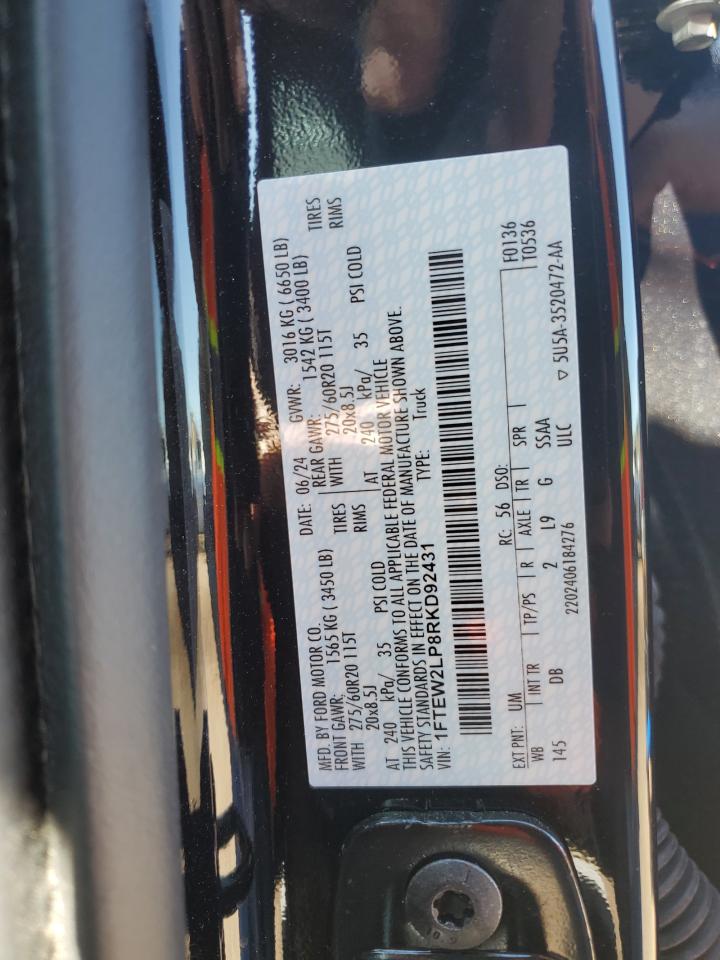 MFD. BY FORD MOTOR CO.
DATE: 06/24 GVWR: 3016 KG ( 6650 LB)
FRONT GAWR: 1565 KG ( 3450 LB)
REAR GAWR: 1542 KG ( 3400 LB)
WITH 275/60R20 115T TIRES
20x8.5J RIMS
WITH 275/60R20 115T TIRES
20x8.5J RIMS
AT 240 kPa/ 35 PSI COLD
AT 240 kPa/ 35 PSI COLD
THIS VEHICLE CONFORMS TO ALL APPLICABLE FEDERAL MOTOR VEHICLE
SAFETY STANDARDS IN EFFECT ON THE DATE OF MANUFACTURE SHOWN ABOVE.
VIN: 1FTEW2LP8RKD92431 TYPE: Truck
EXT PNT: UM RC: 56 DSO: F0136
T0536
WB INT TR TP/PS R AXLE TR SPR
145 DB 2 L9 G SSAA
2202406184276 ULC ▽ 5U5A-3520472-AA